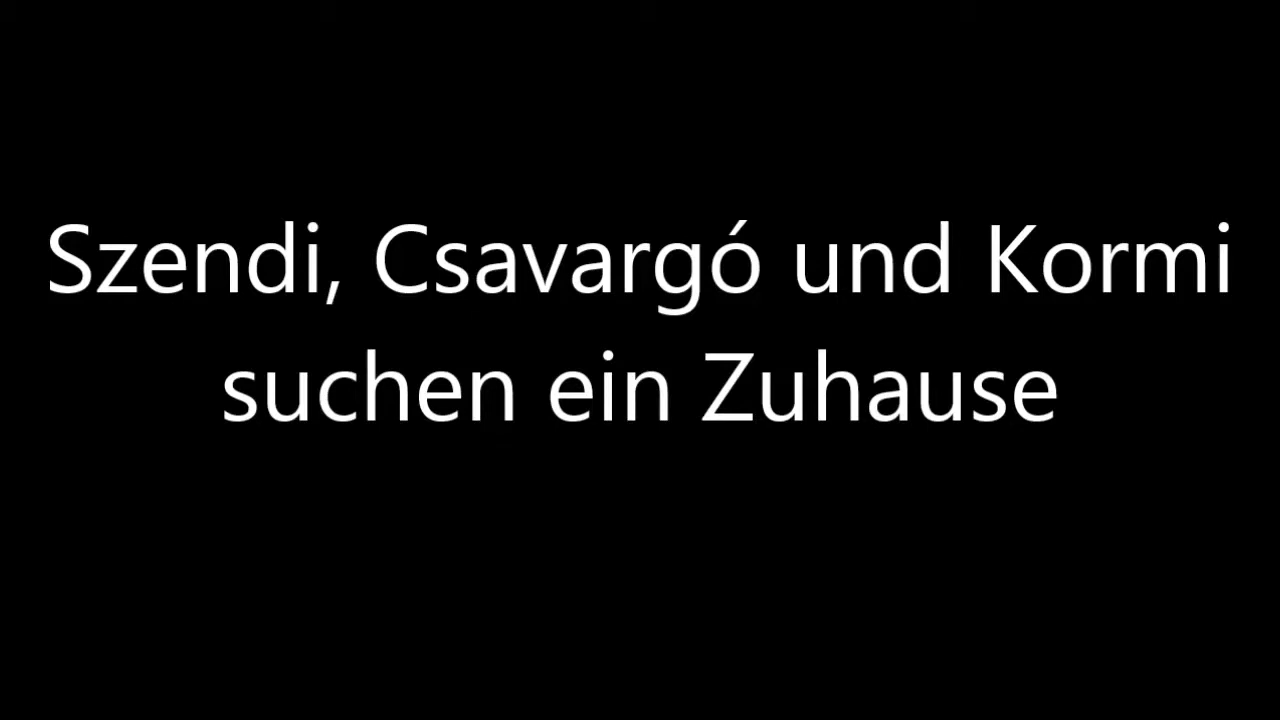 Szendi, Csavargó und Kormi
suchen ein Zuhause